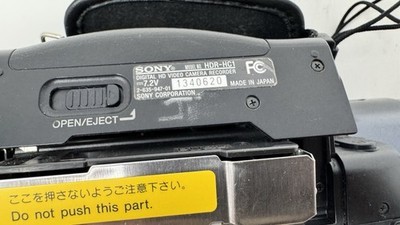 SONY MODEL NO. HDR-HC1
DIGITAL HD VIDEO CAMERA RECORDER
7.2V 1340620
2-635-947-01 MADE IN JAPAN
SONY CORPORATION
FC
OPEN/EJECT
ここを押さないようご注意下さい。
Do not push this part.